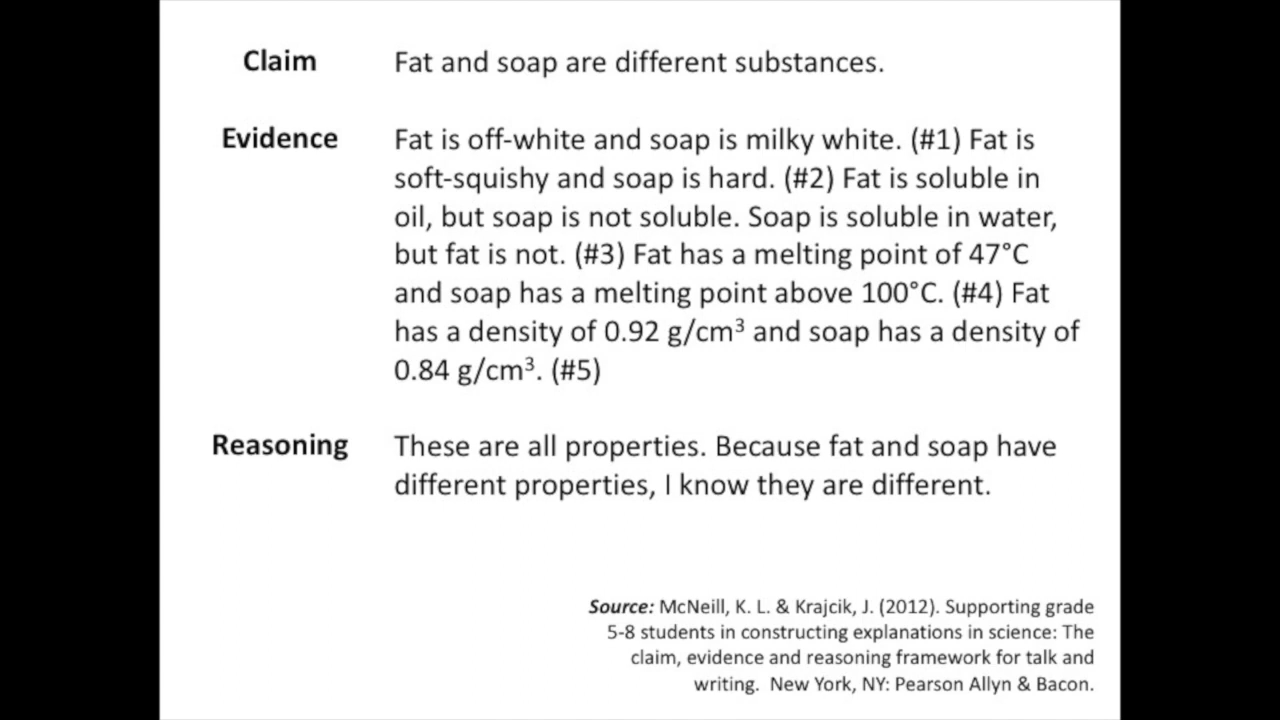 Claim Fat and soap are different substances.
Evidence Fat is off-white and soap is milky white. (#1) Fat is
soft-squishy and soap is hard. (#2) Fat is soluble in
oil, but soap is not soluble. Soap is soluble in water,
but fat is not. (#3) Fat has a melting point of 47°C
and soap has a melting point above 100°C. (#4) Fat
has a density of 0.92 g/cm³ and soap has a density of
0.84 g/cm³. (#5)
Reasoning These are all properties. Because fat and soap have
different properties, I know they are different.
Source: McNeill, K. L. & Krajcik, J. (2012). Supporting grade
5-8 students in constructing explanations in science: The
claim, evidence and reasoning framework for talk and
writing. New York, NY: Pearson Allyn & Bacon.